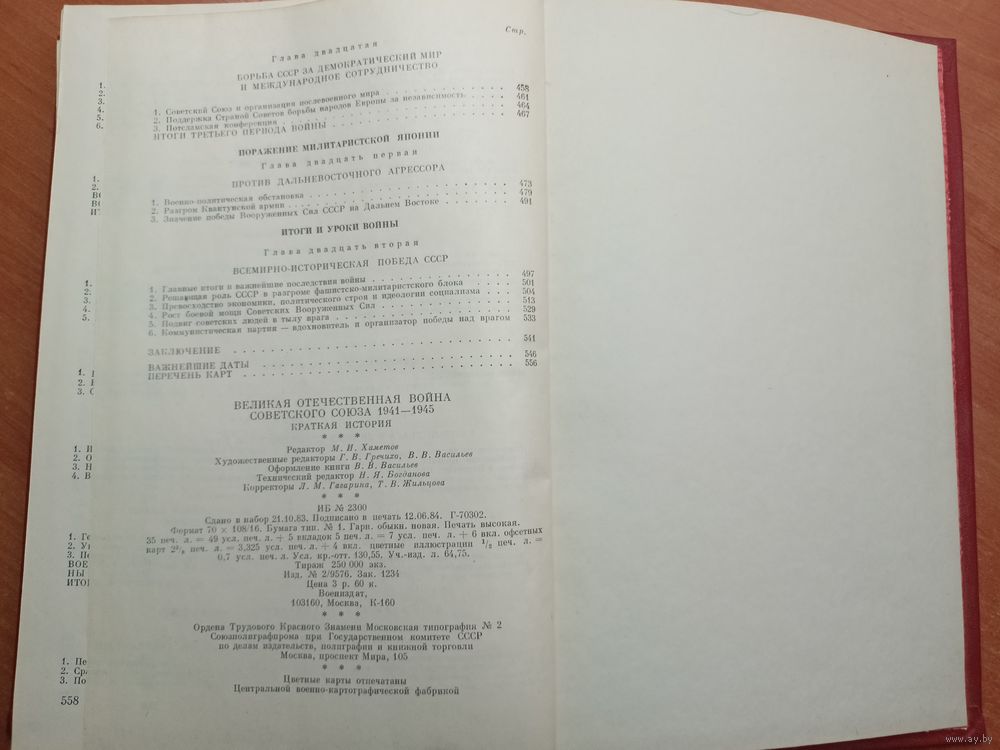 Стр.
Глава двадцатая
БОРЬБА СССР ЗА ДЕМОКРАТИЧЕСКИЙ МИР
И МЕЖДУНАРОДНОЕ СОТРУДНИЧЕСТВО
1. Советский Союз и организация послевоенного мира 458
2. Поддержка Страной Советов борьбы народов Европы за независимость 461
3. Потсдамская конференция 464
ИТОГИ ТРЕТЬЕГО ПЕРИОДА ВОЙНЫ 467
ПОРАЖЕНИЕ МИЛИТАРИСТСКОЙ ЯПОНИИ
Глава двадцать первая
ПРОТИВ ДАЛЬНЕВОСТОЧНОГО АГРЕССОРА
1. Военно-политическая обстановка 473
2. Разгром Квантунской армии 479
3. Значение победы Вооруженных Сил СССР на Дальнем Востоке 491
ИТОГИ И УРОКИ ВОЙНЫ
Глава двадцать вторая
ВСЕМИРНО-ИСТОРИЧЕСКАЯ ПОБЕДА СССР
1. Главные итоги и важнейшие последствия войны 497
2. Решающая роль СССР в разгроме фашистско-милитаристского блока 501
3. Превосходство экономики, политического строя и идеологии социализма 504
4. Рост боевой мощи Советских Вооруженных Сил 513
5. Подвиг советских людей в тылу врага 529
6. Коммунистическая партия — вдохновитель и организатор победы над врагом 533
ЗАКЛЮЧЕНИЕ 541
ВАЖНЕЙШИЕ ДАТЫ 546
ПЕРЕЧЕНЬ КАРТ 556
ВЕЛИКАЯ ОТЕЧЕСТВЕННАЯ ВОЙНА
СОВЕТСКОГО СОЮЗА 1941—1945
КРАТКАЯ ИСТОРИЯ
* * *
Редактор М. И. Хаметов
Художественные редакторы Г. В. Гречихо, В. В. Васильев
Оформление книги В. В. Васильев
Технический редактор Н. Я. Богданова
Корректоры Л. М. Гагарина, Т. В. Жильцова
* * *
ИБ № 2300
Сдано в набор 21.10.83. Подписано в печать 12.06.84. Г-70302.
Формат 70 × 108/16. Бумага тип. № 1. Гарн. обыкн. новая. Печать высокая.
35 печ. л. = 49 усл. печ. л. + 5 вкладок 5 печ. л. = 7 усл. печ. л. + 6 вкл. офсетных
карт 2³/₈ печ. л. = 3,325 усл. печ. л. + 4 вкл. цветные иллюстрации ¹/₂ печ. л. =
0,7 усл. печ. л. Усл. кр.-отт. 130,55. Уч.-изд. л. 64,75.
Тираж 250 000 экз.
Изд. № 2/9576. Зак. 1234
Цена 3 р. 60 к.
Воениздат,
103160, Москва, К-160
* * *
Ордена Трудового Красного Знамени Московская типография № 2
Союзполиграфпрома при Государственном комитете СССР
по делам издательств, полиграфии и книжной торговли
Москва, проспект Мира, 105
* * *
Цветные карты отпечатаны
Центральной военно-картографической фабрикой
558
www.ay.by